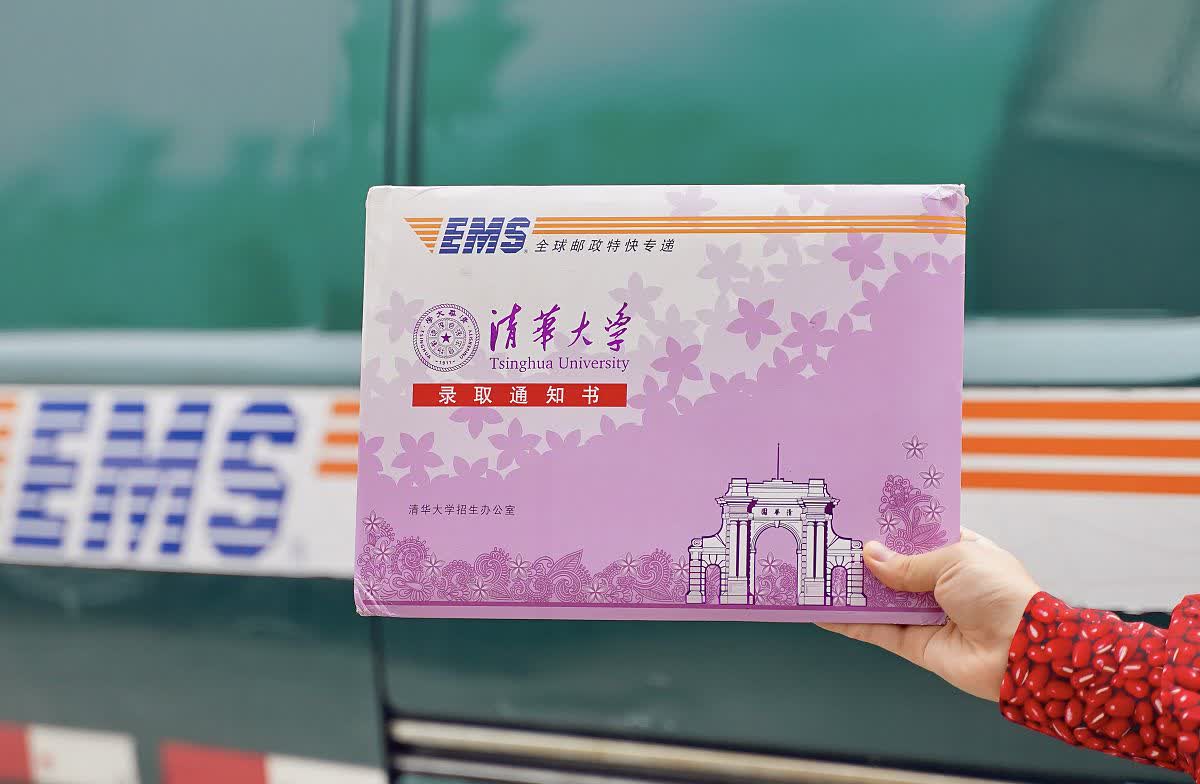 EMS 全球邮政特快专递
清華大学
Tsinghua University
录取通知书
清华大学招生办公室
EMS